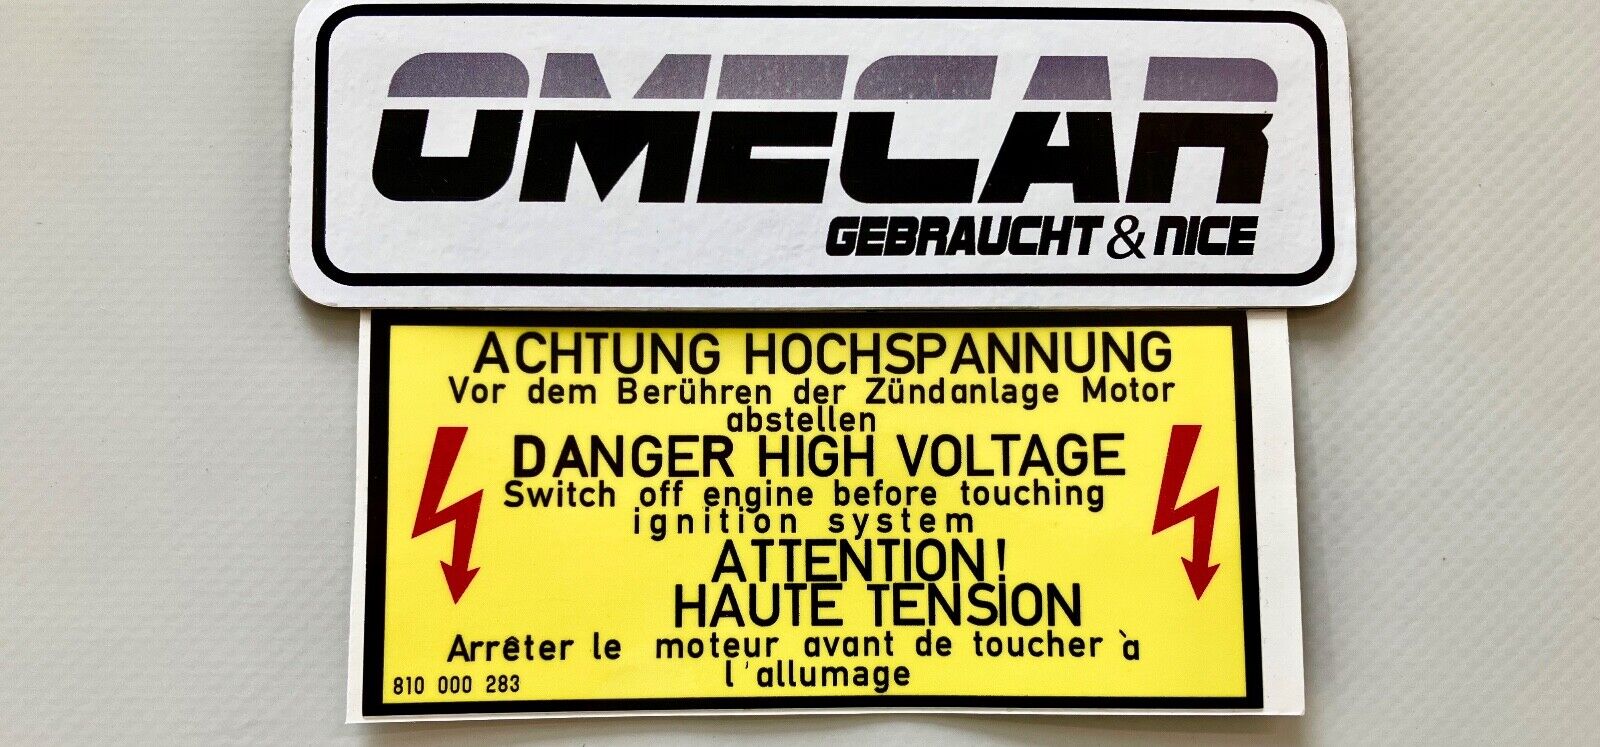 OMECAR
GEBRAUCHT & NICE
ACHTUNG HOCHSPANNUNG
Vor dem Berühren der Zündanlage Motor
abstellen
DANGER HIGH VOLTAGE
Switch off engine before touching
ignition system
ATTENTION!
HAUTE TENSiON
Arrêter le moteur avant de toucher à
l'allumage
810 000 283